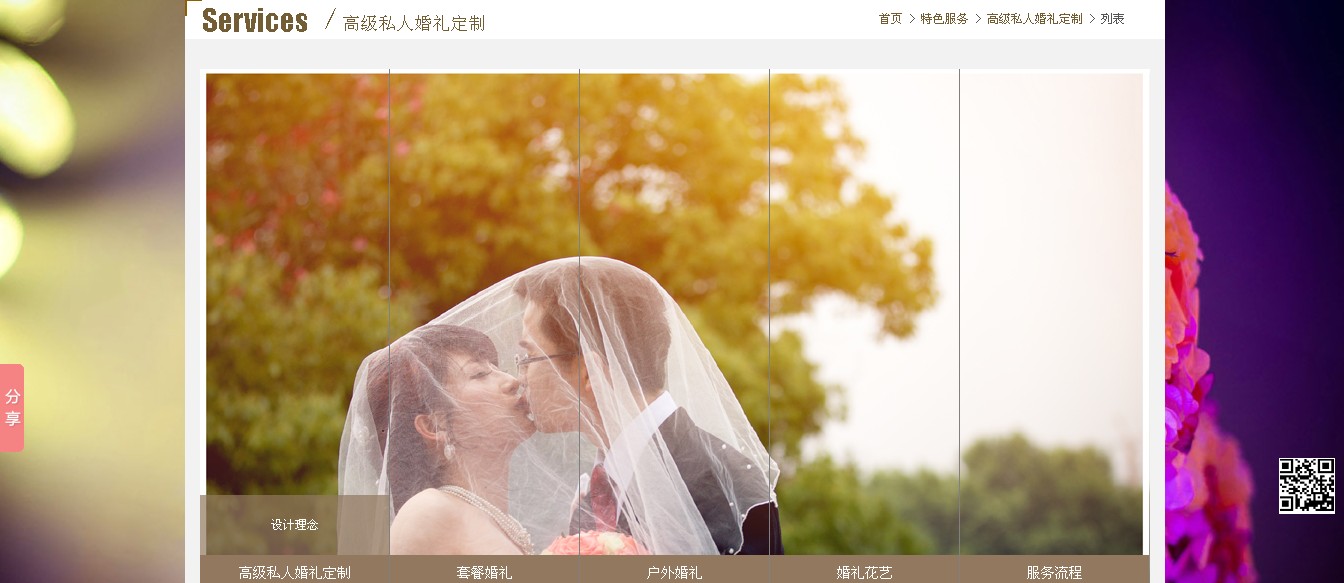 Services / 高级私人婚礼定制
首页 > 特色服务 > 高级私人婚礼定制 > 列表
分享
设计理念
高级私人婚礼定制 套餐婚礼 户外婚礼 婚礼花艺 服务流程